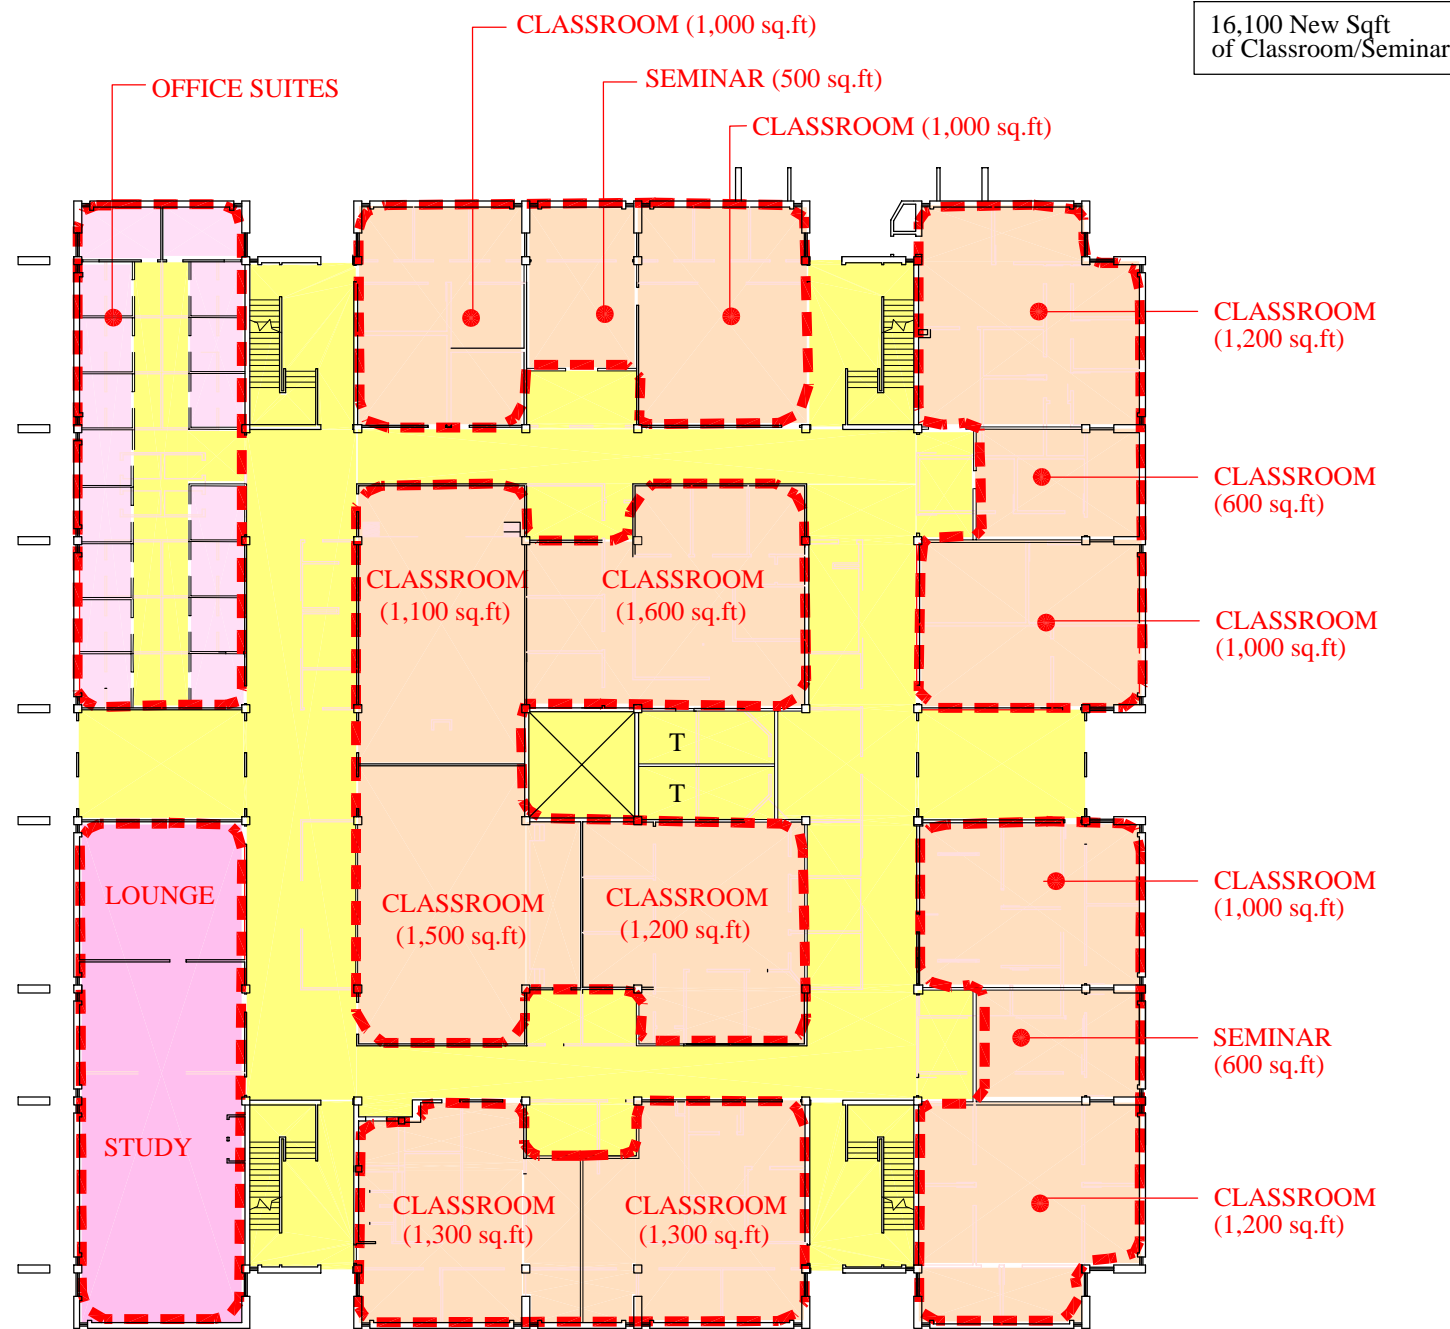 CLASSROOM (1,000 sq.ft)
16,100 New Sqft
of Classroom/Seminar
OFFICE SUITES
SEMINAR (500 sq.ft)
CLASSROOM (1,000 sq.ft)
CLASSROOM
(1,200 sq.ft)
CLASSROOM
(600 sq.ft)
CLASSROOM
(1,100 sq.ft)
CLASSROOM
(1,600 sq.ft)
CLASSROOM
(1,000 sq.ft)
T
T
LOUNGE
CLASSROOM
(1,500 sq.ft)
CLASSROOM
(1,200 sq.ft)
CLASSROOM
(1,000 sq.ft)
SEMINAR
(600 sq.ft)
STUDY
CLASSROOM
(1,300 sq.ft)
CLASSROOM
(1,300 sq.ft)
CLASSROOM
(1,200 sq.ft)